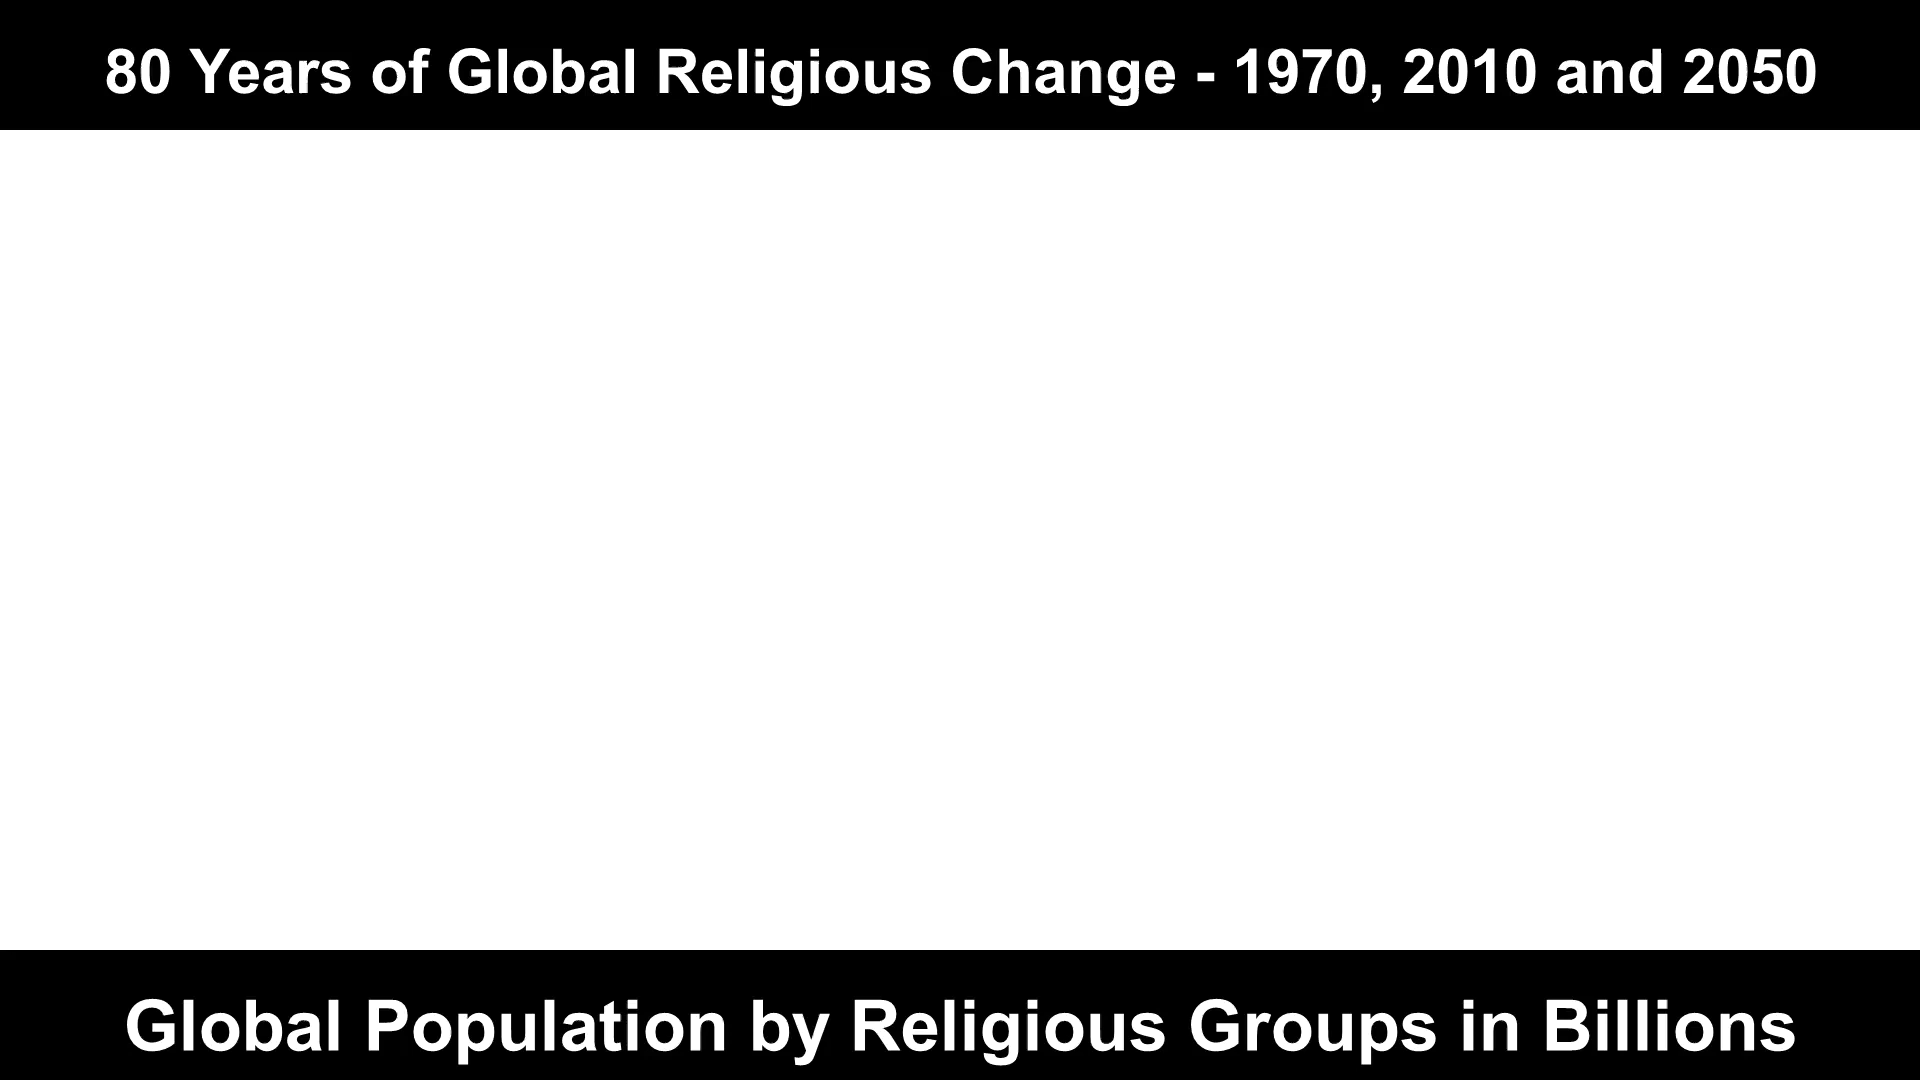 80 Years of Global Religious Change - 1970, 2010 and 2050
Global Population by Religious Groups in Billions